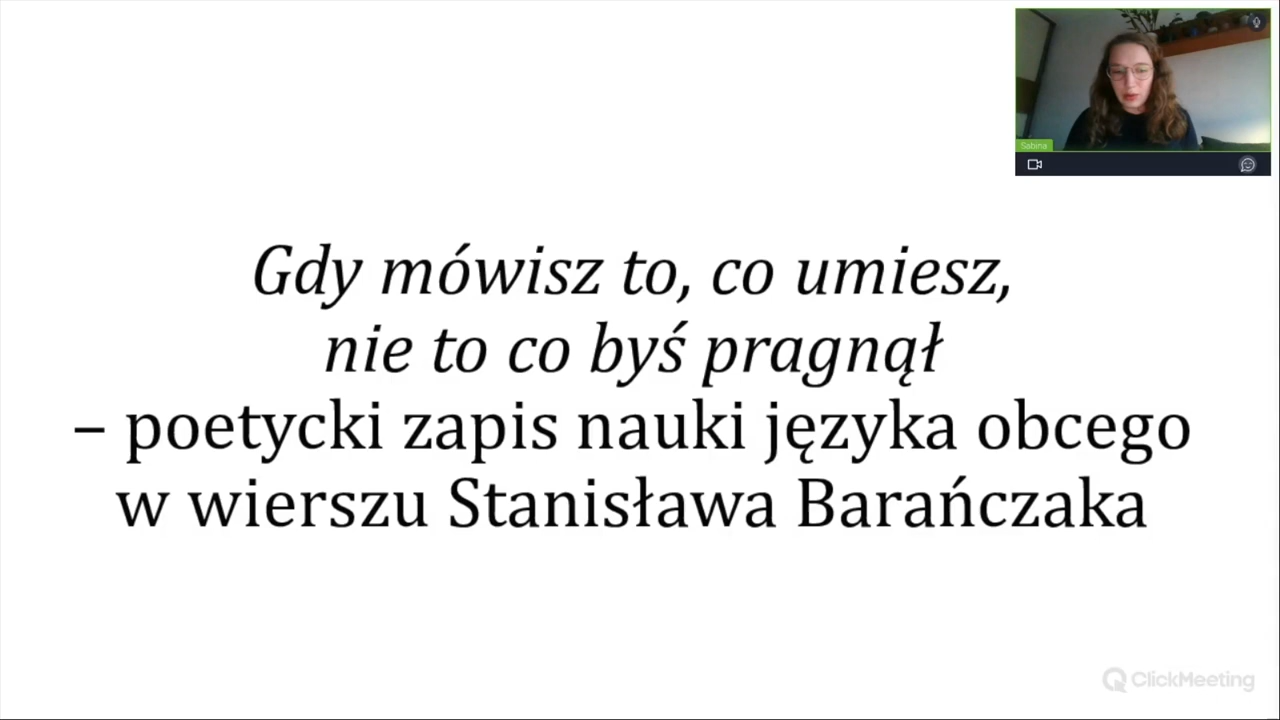 Sabina
Gdy mówisz to, co umiesz,
nie to co byś pragnął
– poetycki zapis nauki języka obcego
w wierszu Stanisława Barańczaka
ClickMeeting